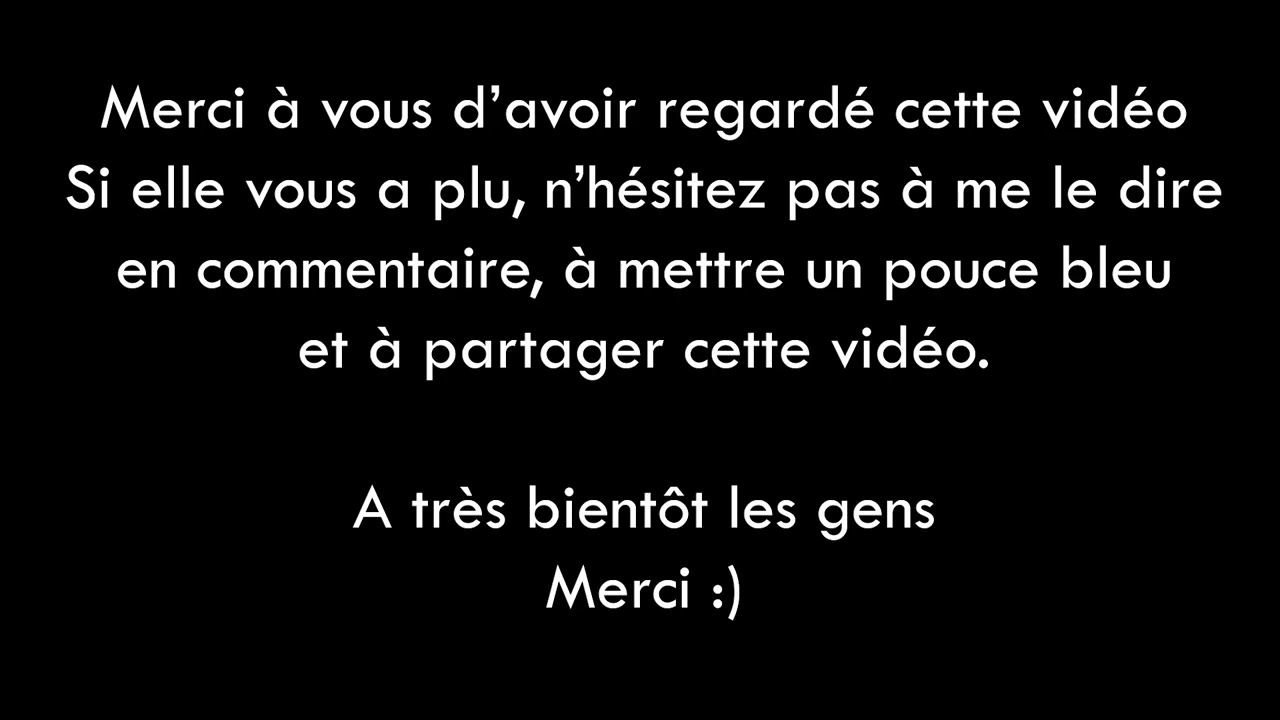 Merci à vous d’avoir regardé cette vidéo
Si elle vous a plu, n’hésitez pas à me le dire
en commentaire, à mettre un pouce bleu
et à partager cette vidéo.
A très bientôt les gens
Merci :)